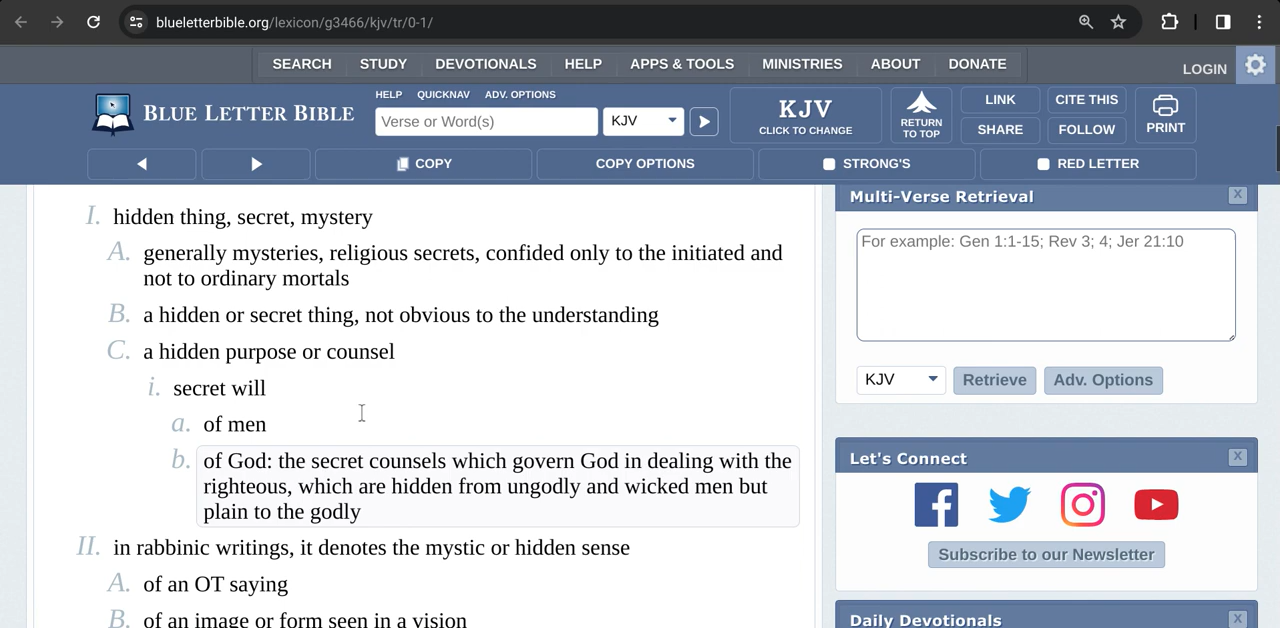 blueletterbible.org/lexicon/g3466/kjv/tr/0-1/
SEARCH STUDY DEVOTIONALS HELP APPS & TOOLS MINISTRIES ABOUT DONATE LOGIN
BLUE LETTER BIBLE
HELP QUICKNAV ADV. OPTIONS
Verse or Word(s) KJV
KJV
CLICK TO CHANGE
RETURN
TO TOP
LINK CITE THIS
SHARE FOLLOW
PRINT
COPY COPY OPTIONS STRONG'S RED LETTER
I. hidden thing, secret, mystery
A. generally mysteries, religious secrets, confided only to the initiated and
not to ordinary mortals
B. a hidden or secret thing, not obvious to the understanding
C. a hidden purpose or counsel
i. secret will
a. of men
b. of God: the secret counsels which govern God in dealing with the
righteous, which are hidden from ungodly and wicked men but
plain to the godly
II. in rabbinic writings, it denotes the mystic or hidden sense
A. of an OT saying
B. of an image or form seen in a vision
Multi-Verse Retrieval X
For example: Gen 1:1-15; Rev 3; 4; Jer 21:10
KJV Retrieve Adv. Options
Let's Connect X
Subscribe to our Newsletter
Daily Devotionals X